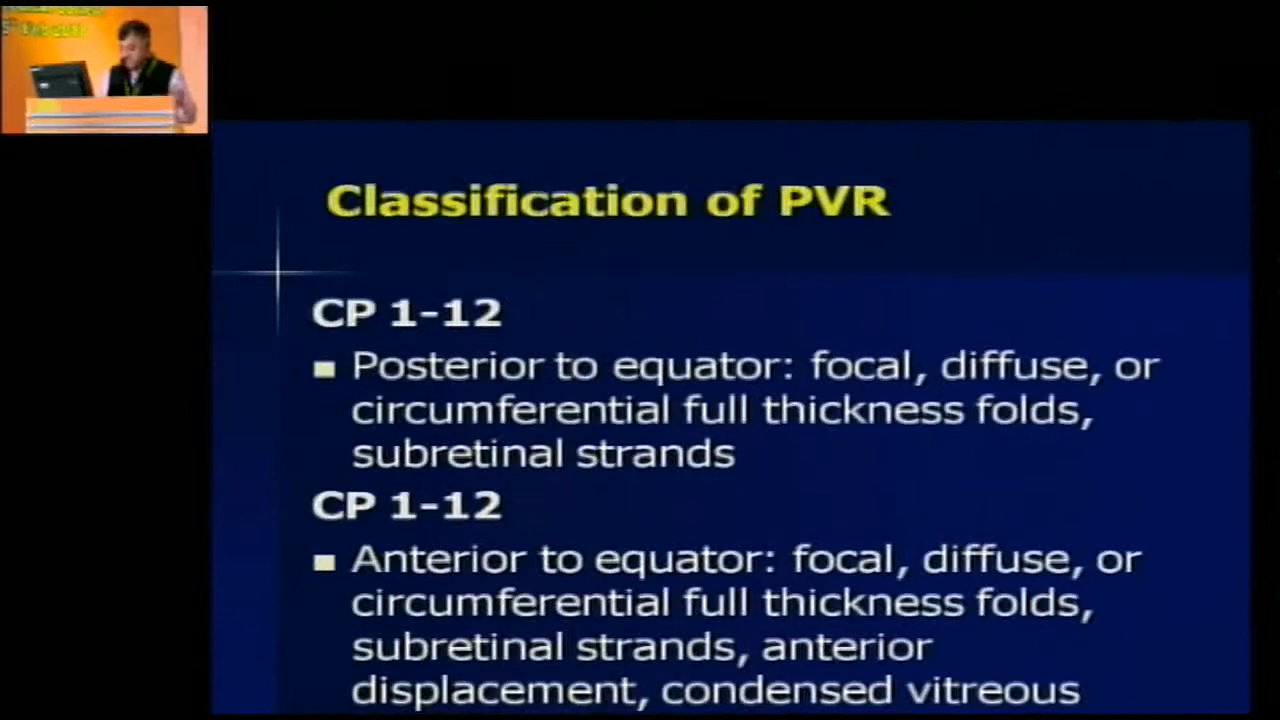 Classification of PVR
CP 1-12
Posterior to equator: focal, diffuse, or
circumferential full thickness folds,
subretinal strands
CP 1-12
Anterior to equator: focal, diffuse, or
circumferential full thickness folds,
subretinal strands, anterior
displacement, condensed vitreous